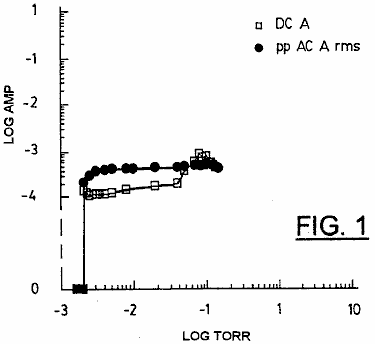 1
□ DC A
● pp AC A rms
-1
-2
LOG AMP
-3
-4
FIG. 1
0
-3 -2 -1 1 10
LOG TORR